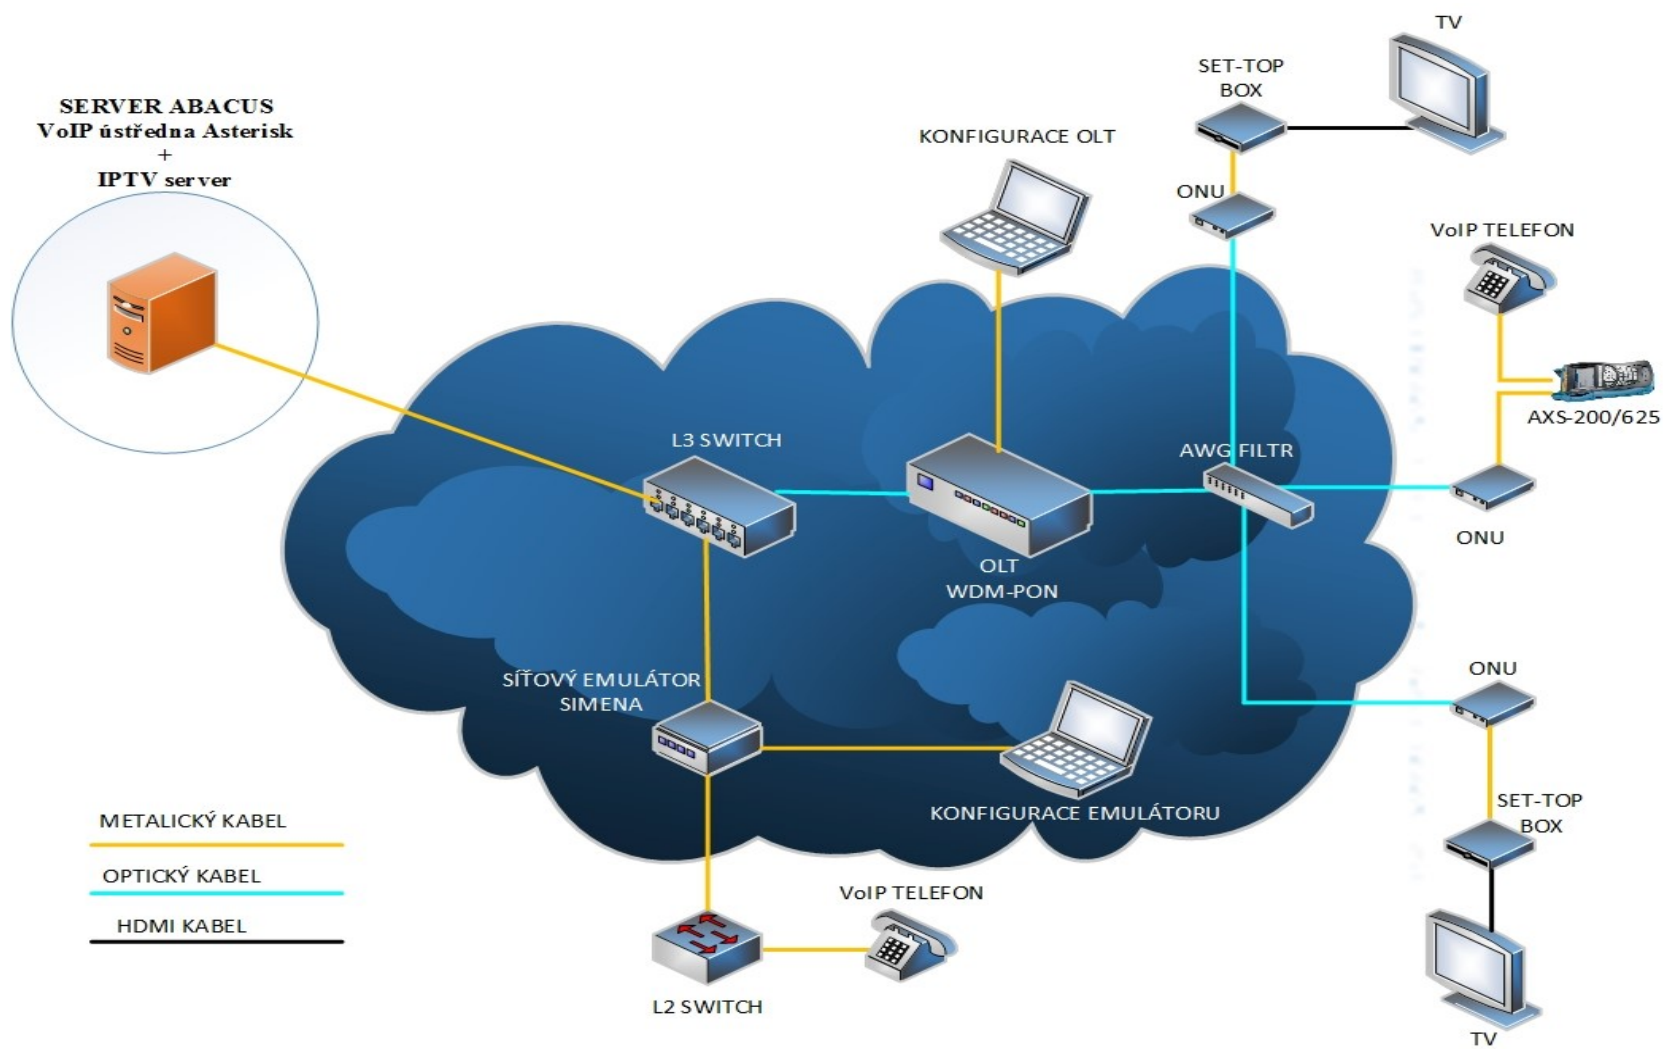 SERVER ABACUS
VoIP ústředna Asterisk
+
IPTV server
TV
SET-TOP
BOX
KONFIGURACE OLT
ONU
VoIP TELEFON
AXS-200/625
L3 SWITCH
AWG FILTR
ONU
OLT
WDM-PON
SÍŤOVÝ EMULÁTOR
SIMENA
ONU
KONFIGURACE EMULÁTORU
SET-TOP
BOX
METALICKÝ KABEL
OPTICKÝ KABEL
HDMI KABEL
VoIP TELEFON
L2 SWITCH
TV